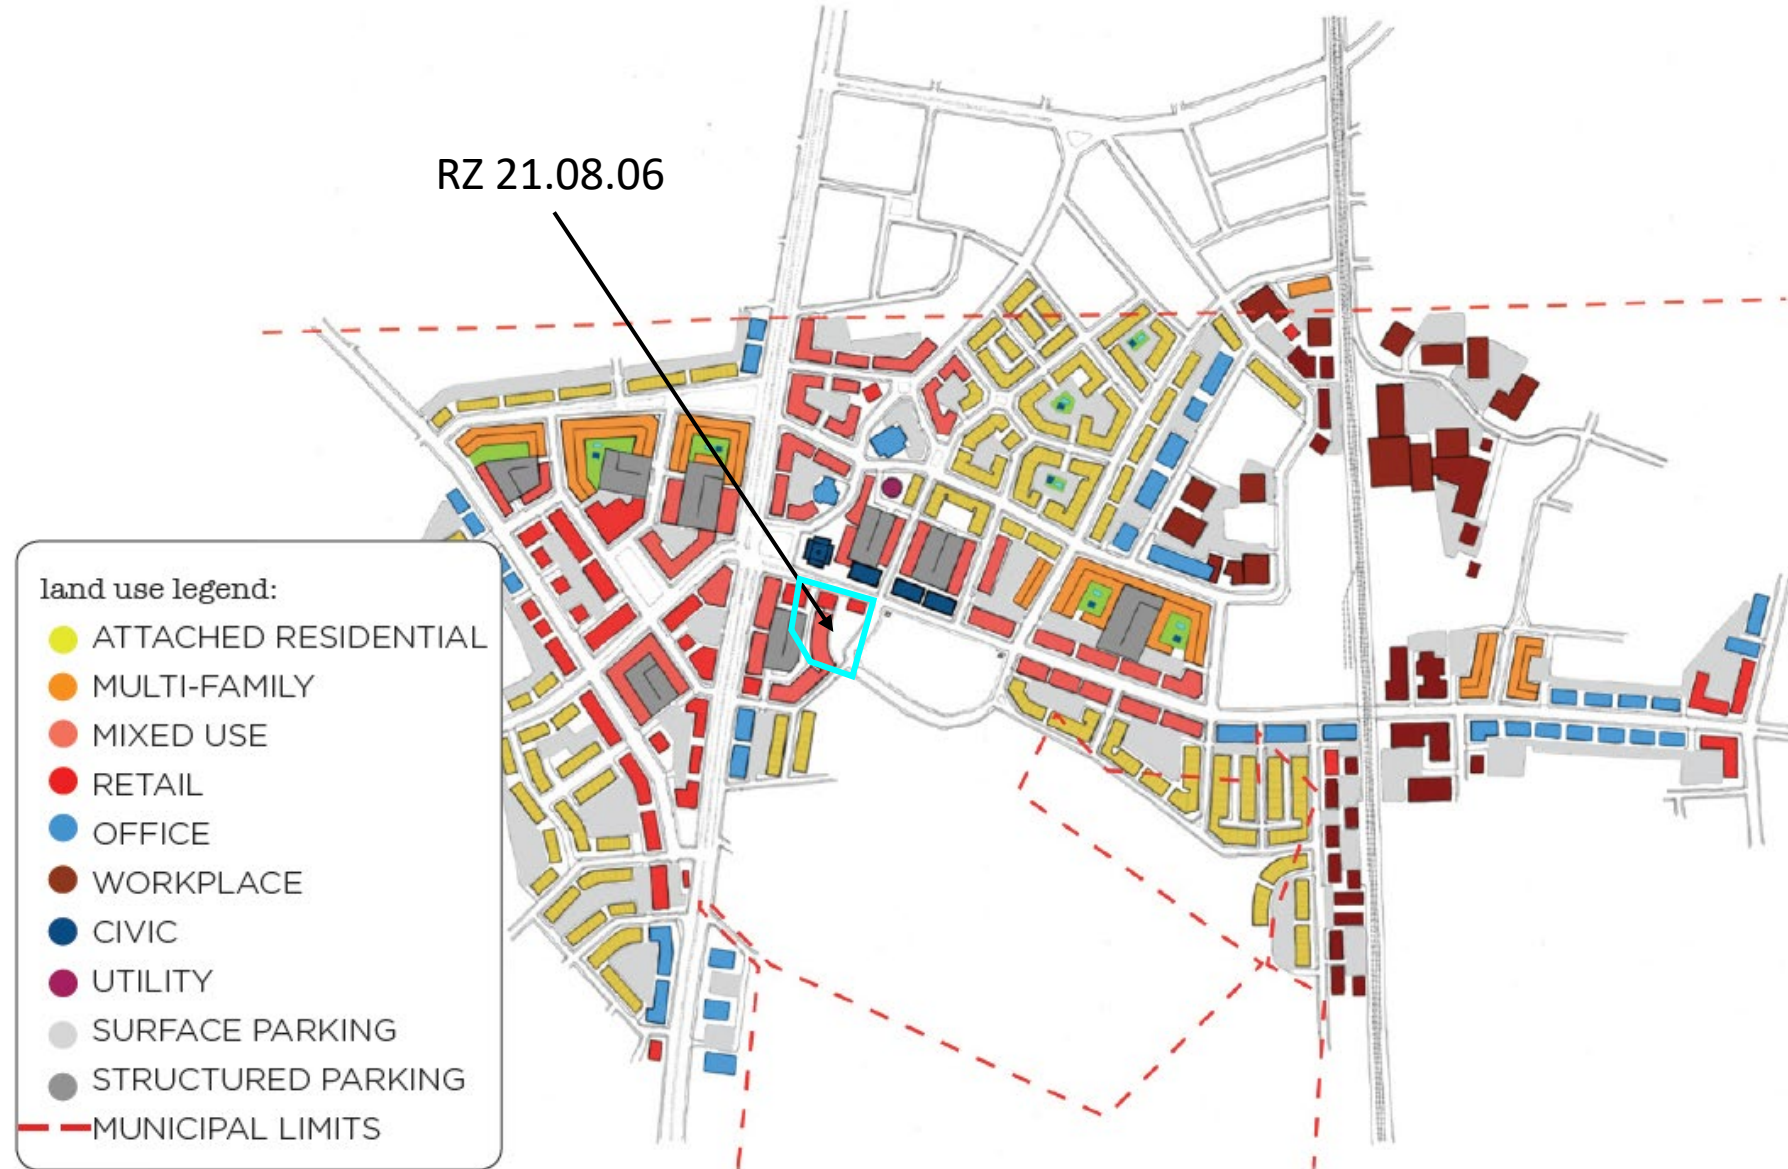 RZ 21.08.06
land use legend:
ATTACHED RESIDENTIAL
MULTI-FAMILY
MIXED USE
RETAIL
OFFICE
WORKPLACE
CIVIC
UTILITY
SURFACE PARKING
STRUCTURED PARKING
MUNICIPAL LIMITS